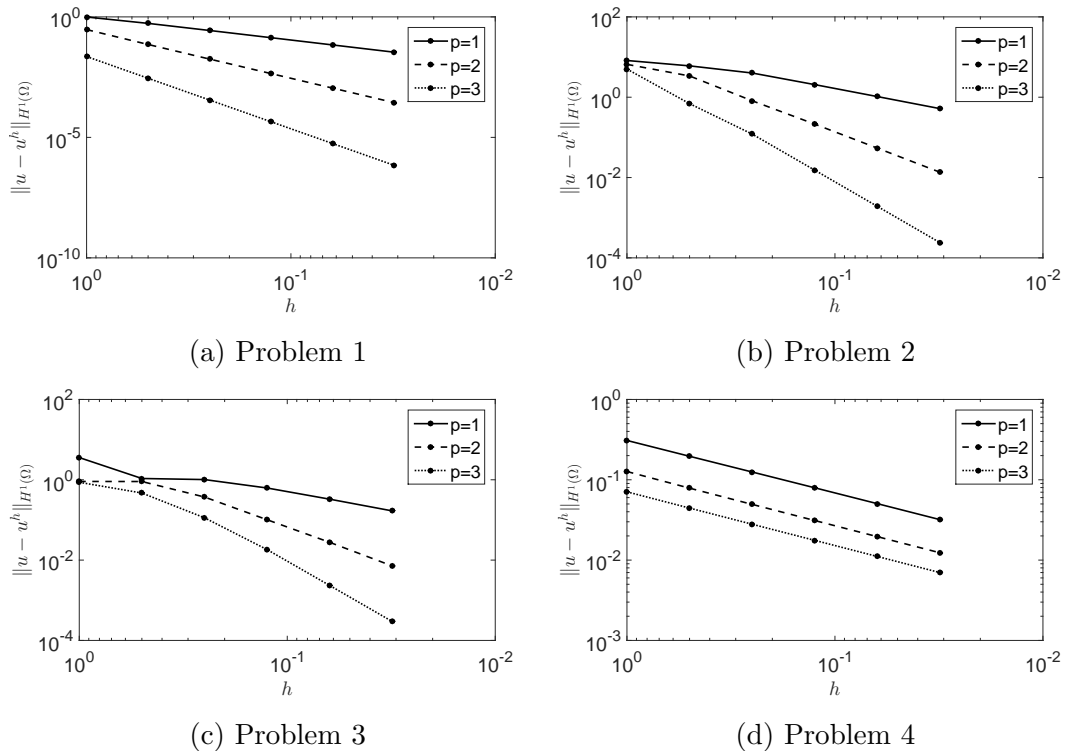 10^0
10^-5
10^-10
||u − u^h||_{H^1(Ω)}
10^0
10^-1
10^-2
h
p=1
p=2
p=3
(a) Problem 1
10^2
10^0
10^-2
10^-4
||u − u^h||_{H^1(Ω)}
10^0
10^-1
10^-2
h
p=1
p=2
p=3
(b) Problem 2
10^2
10^0
10^-2
10^-4
||u − u^h||_{H^1(Ω)}
10^0
10^-1
10^-2
h
p=1
p=2
p=3
(c) Problem 3
10^0
10^-1
10^-2
10^-3
||u − u^h||_{H^1(Ω)}
10^0
10^-1
10^-2
h
p=1
p=2
p=3
(d) Problem 4